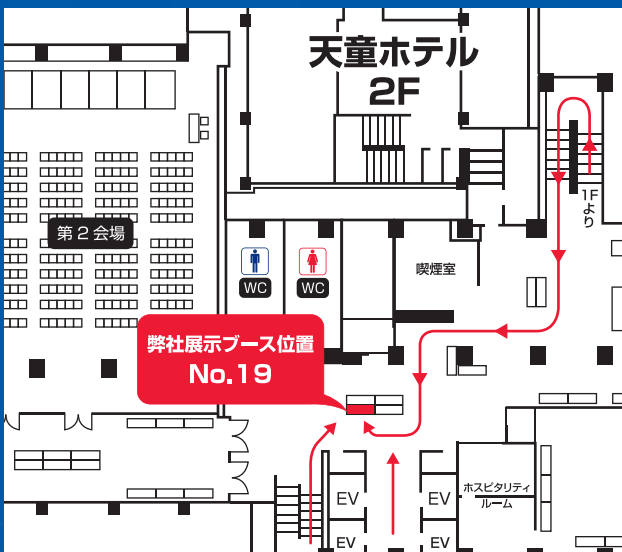 天童ホテル
2F
1Fより
第2会場
WC
WC
喫煙室
弊社展示ブース位置
No.19
EV
EV
EV
EV
ホスピタリティ
ルーム